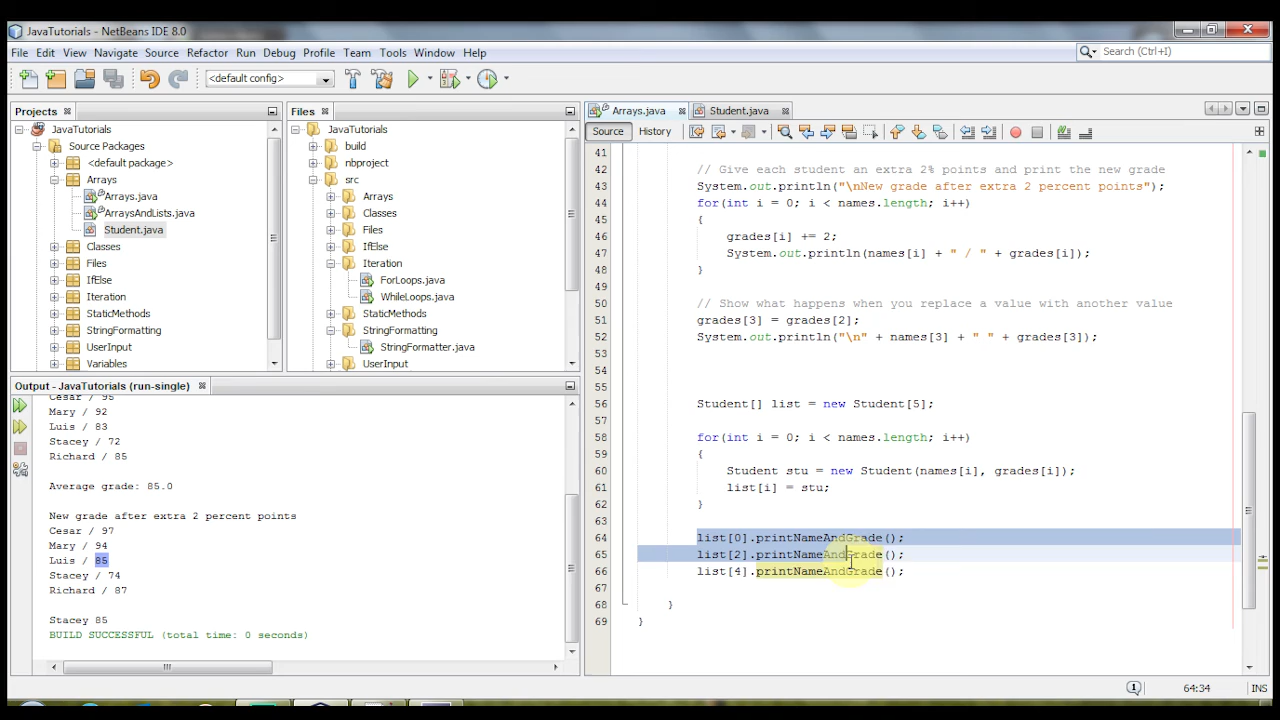 JavaTutorials - NetBeans IDE 8.0
File Edit View Navigate Source Refactor Run Debug Profile Team Tools Window Help
Search (Ctrl+I)
<default config>
Projects
JavaTutorials
Source Packages
<default package>
Arrays
Arrays.java
ArraysAndLists.java
Student.java
Classes
Files
IfElse
Iteration
StaticMethods
StringFormatting
UserInput
Variables
Files
JavaTutorials
build
nbproject
src
Arrays
Classes
Files
IfElse
Iteration
ForLoops.java
WhileLoops.java
StaticMethods
StringFormatting
StringFormatter.java
UserInput
Output - JavaTutorials (run-single)
Cesar / 95
Mary / 92
Luis / 83
Stacey / 72
Richard / 85
Average grade: 85.0
New grade after extra 2 percent points
Cesar / 97
Mary / 94
Luis / 85
Stacey / 74
Richard / 87
Stacey 85
BUILD SUCCESSFUL (total time: 0 seconds)
Arrays.java Student.java
Source History
41
42 // Give each student an extra 2% points and print the new grade
43 System.out.println("\nNew grade after extra 2 percent points");
44 for(int i = 0; i < names.length; i++)
45 {
46 grades[i] += 2;
47 System.out.println(names[i] + " / " + grades[i]);
48 }
49
50 // Show what happens when you replace a value with another value
51 grades[3] = grades[2];
52 System.out.println("\n" + names[3] + " " + grades[3]);
53
54
55
56 Student[] list = new Student[5];
57
58 for(int i = 0; i < names.length; i++)
59 {
60 Student stu = new Student(names[i], grades[i]);
61 list[i] = stu;
62 }
63
64 list[0].printNameAndGrade();
65 list[2].printNameAndGrade();
66 list[4].printNameAndGrade();
67
68 }
69 }
1 64:34 INS